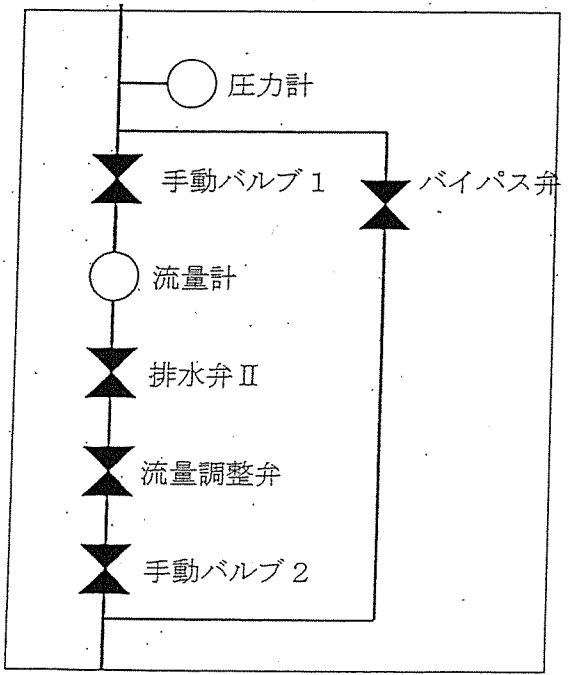 圧力計
手動バルブ1
バイパス弁
流量計
排水弁Ⅱ
流量調整弁
手動バルブ2